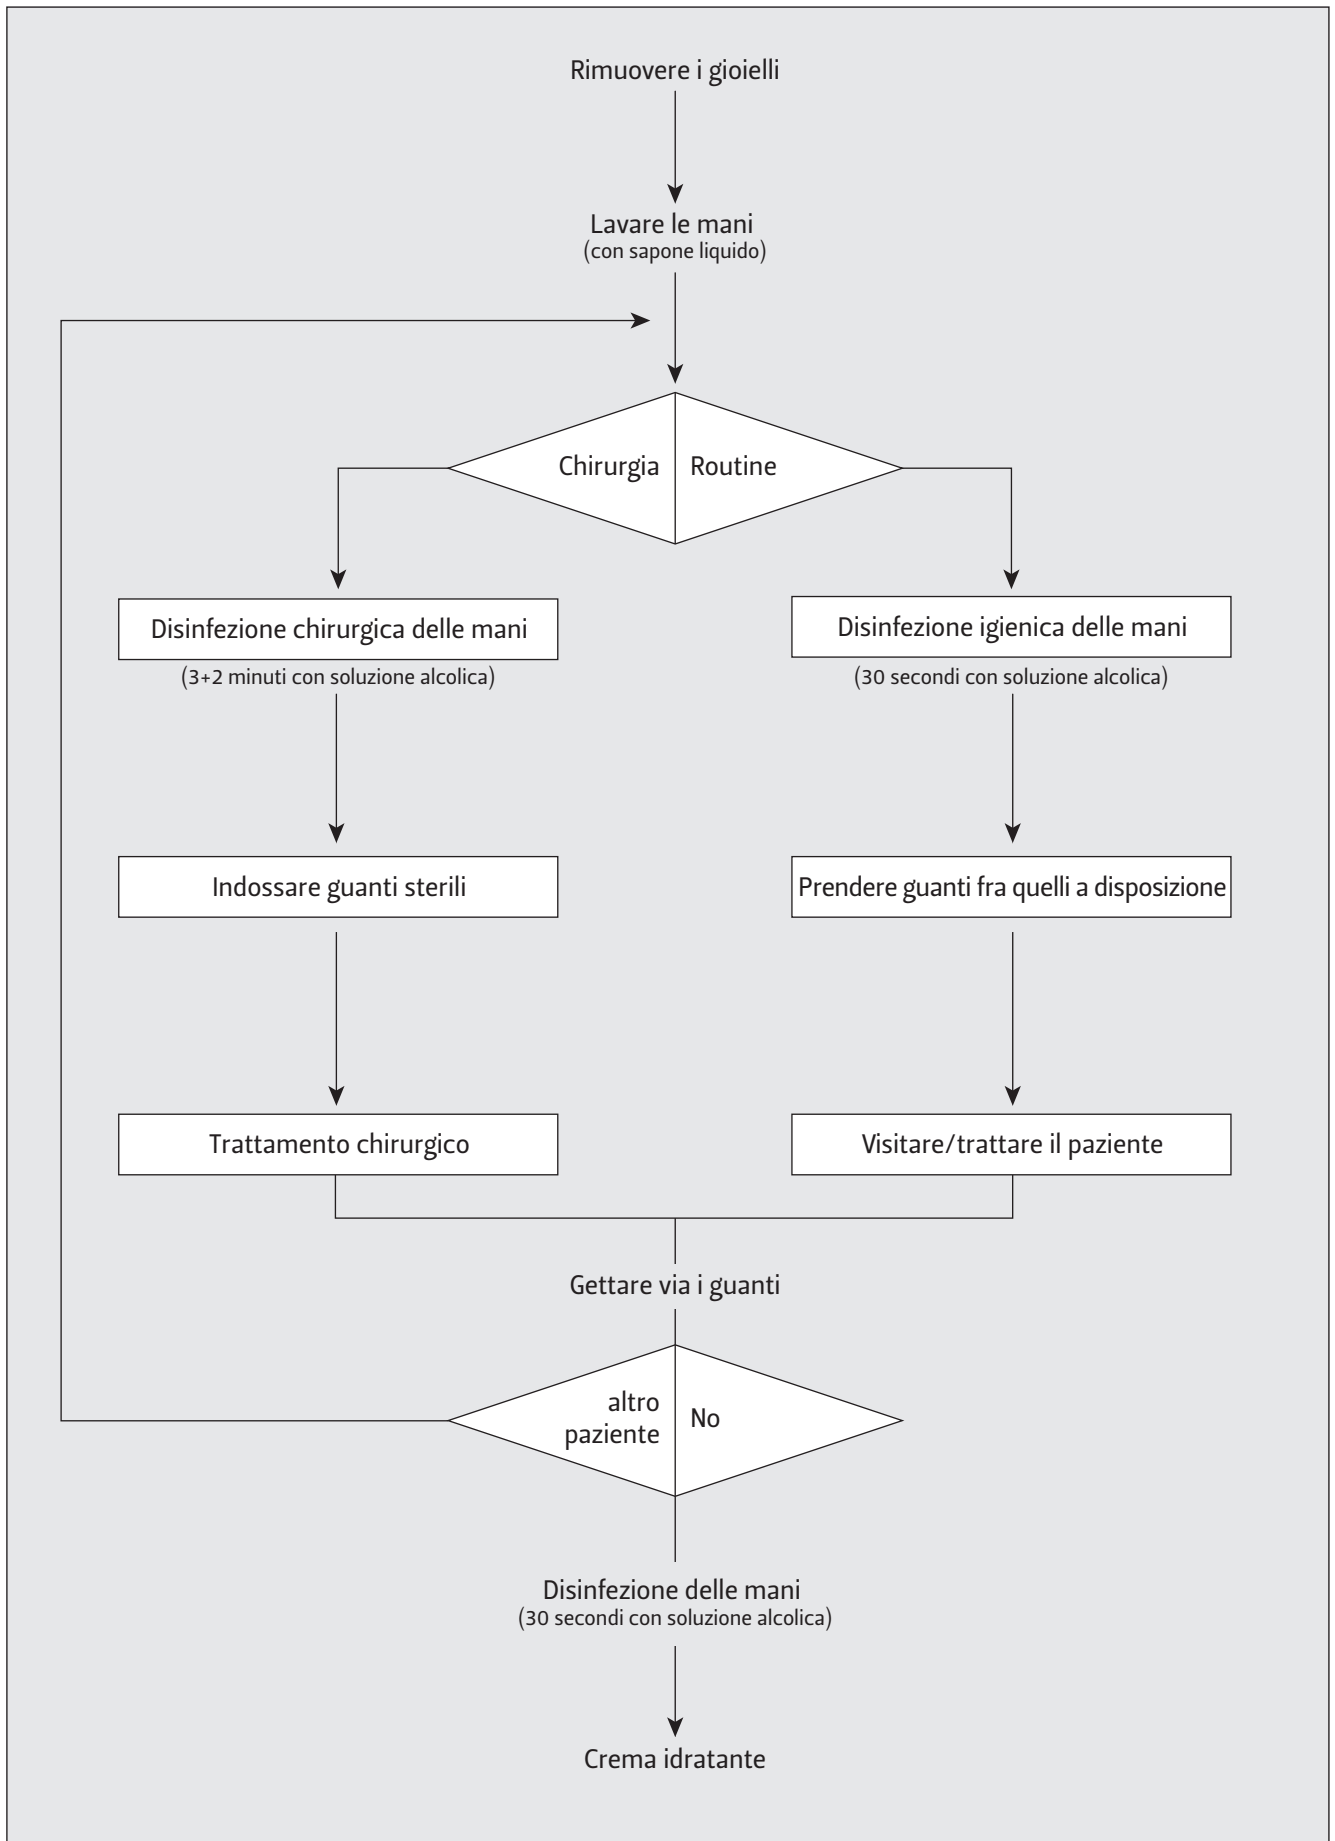 Rimuovere i gioielli
Lavare le mani
(con sapone liquido)
Chirurgia
Routine
Disinfezione chirurgica delle mani
(3+2 minuti con soluzione alcolica)
Disinfezione igienica delle mani
(30 secondi con soluzione alcolica)
Indossare guanti sterili
Prendere guanti fra quelli a disposizione
Trattamento chirurgico
Visitare/trattare il paziente
Gettare via i guanti
altro
paziente
No
Disinfezione delle mani
(30 secondi con soluzione alcolica)
Crema idratante